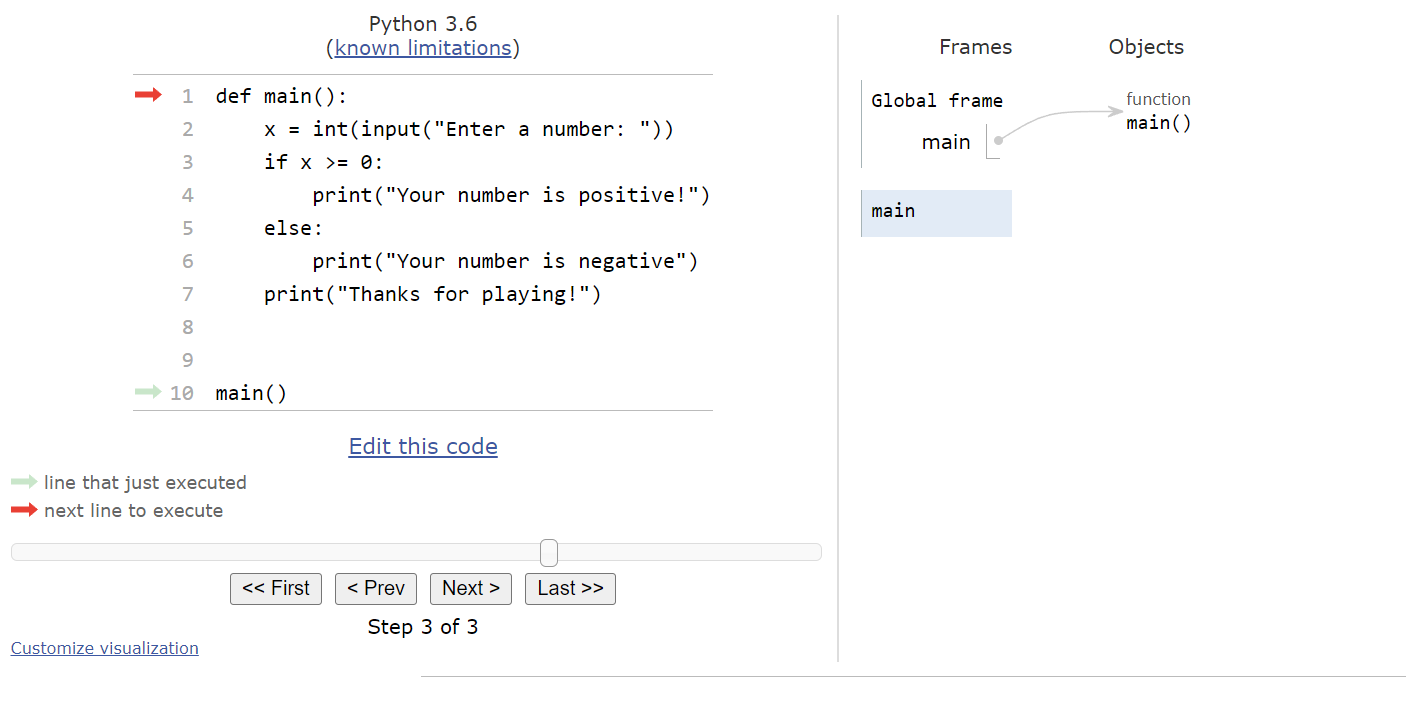 Python 3.6
(known limitations)
1 def main():
2     x = int(input("Enter a number: "))
3     if x >= 0:
4         print("Your number is positive!")
5     else:
6         print("Your number is negative")
7     print("Thanks for playing!")
8
9
10 main()
Edit this code
line that just executed
next line to execute
<< First < Prev Next > Last >>
Step 3 of 3
Customize visualization
Frames Objects
Global frame
main
function
main()
main